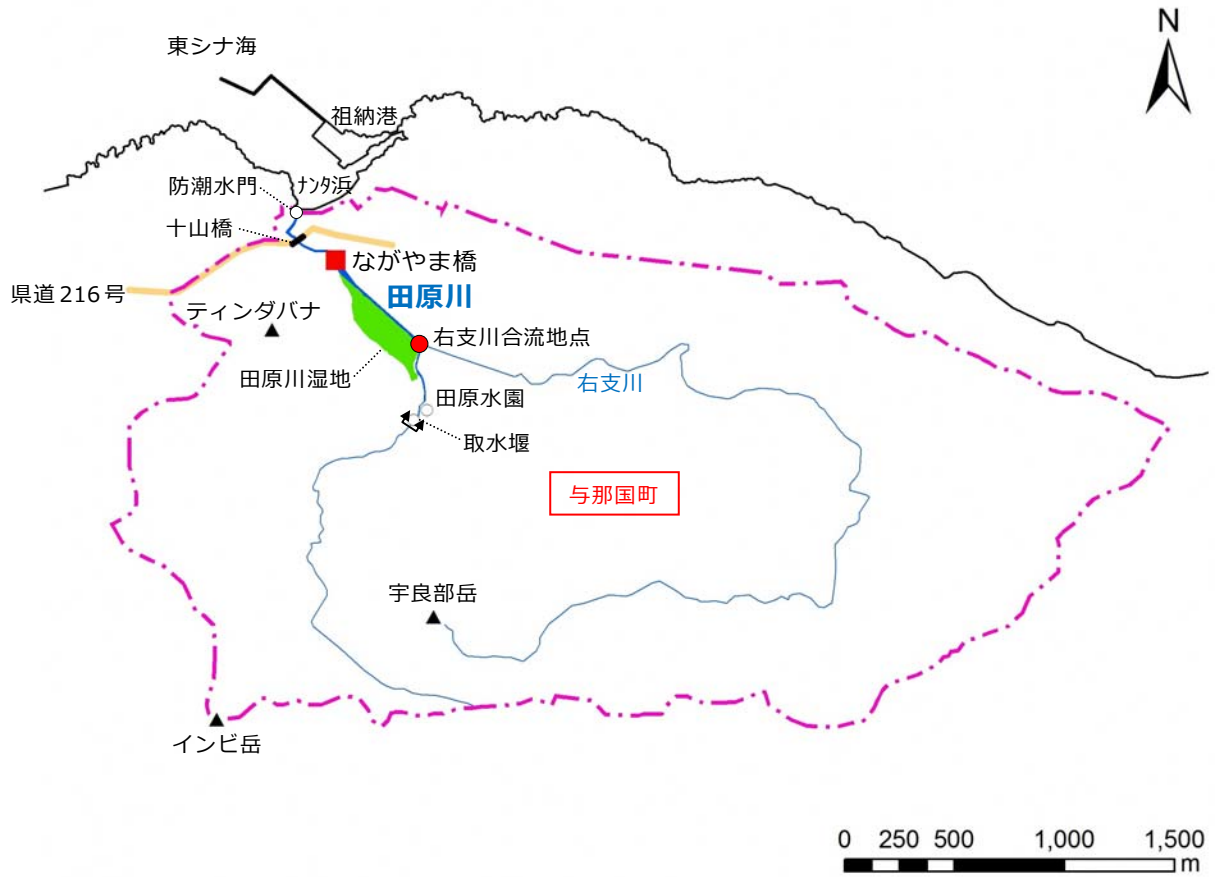 N
東シナ海
祖納港
防潮水門
ﾅﾝﾀ浜
十山橋
ながやま橋
県道216号
田原川
ティンダバナ
右支川合流地点
田原川湿地
右支川
田原水園
取水堰
与那国町
宇良部岳
インビ岳
0 250 500 1,000 1,500
m